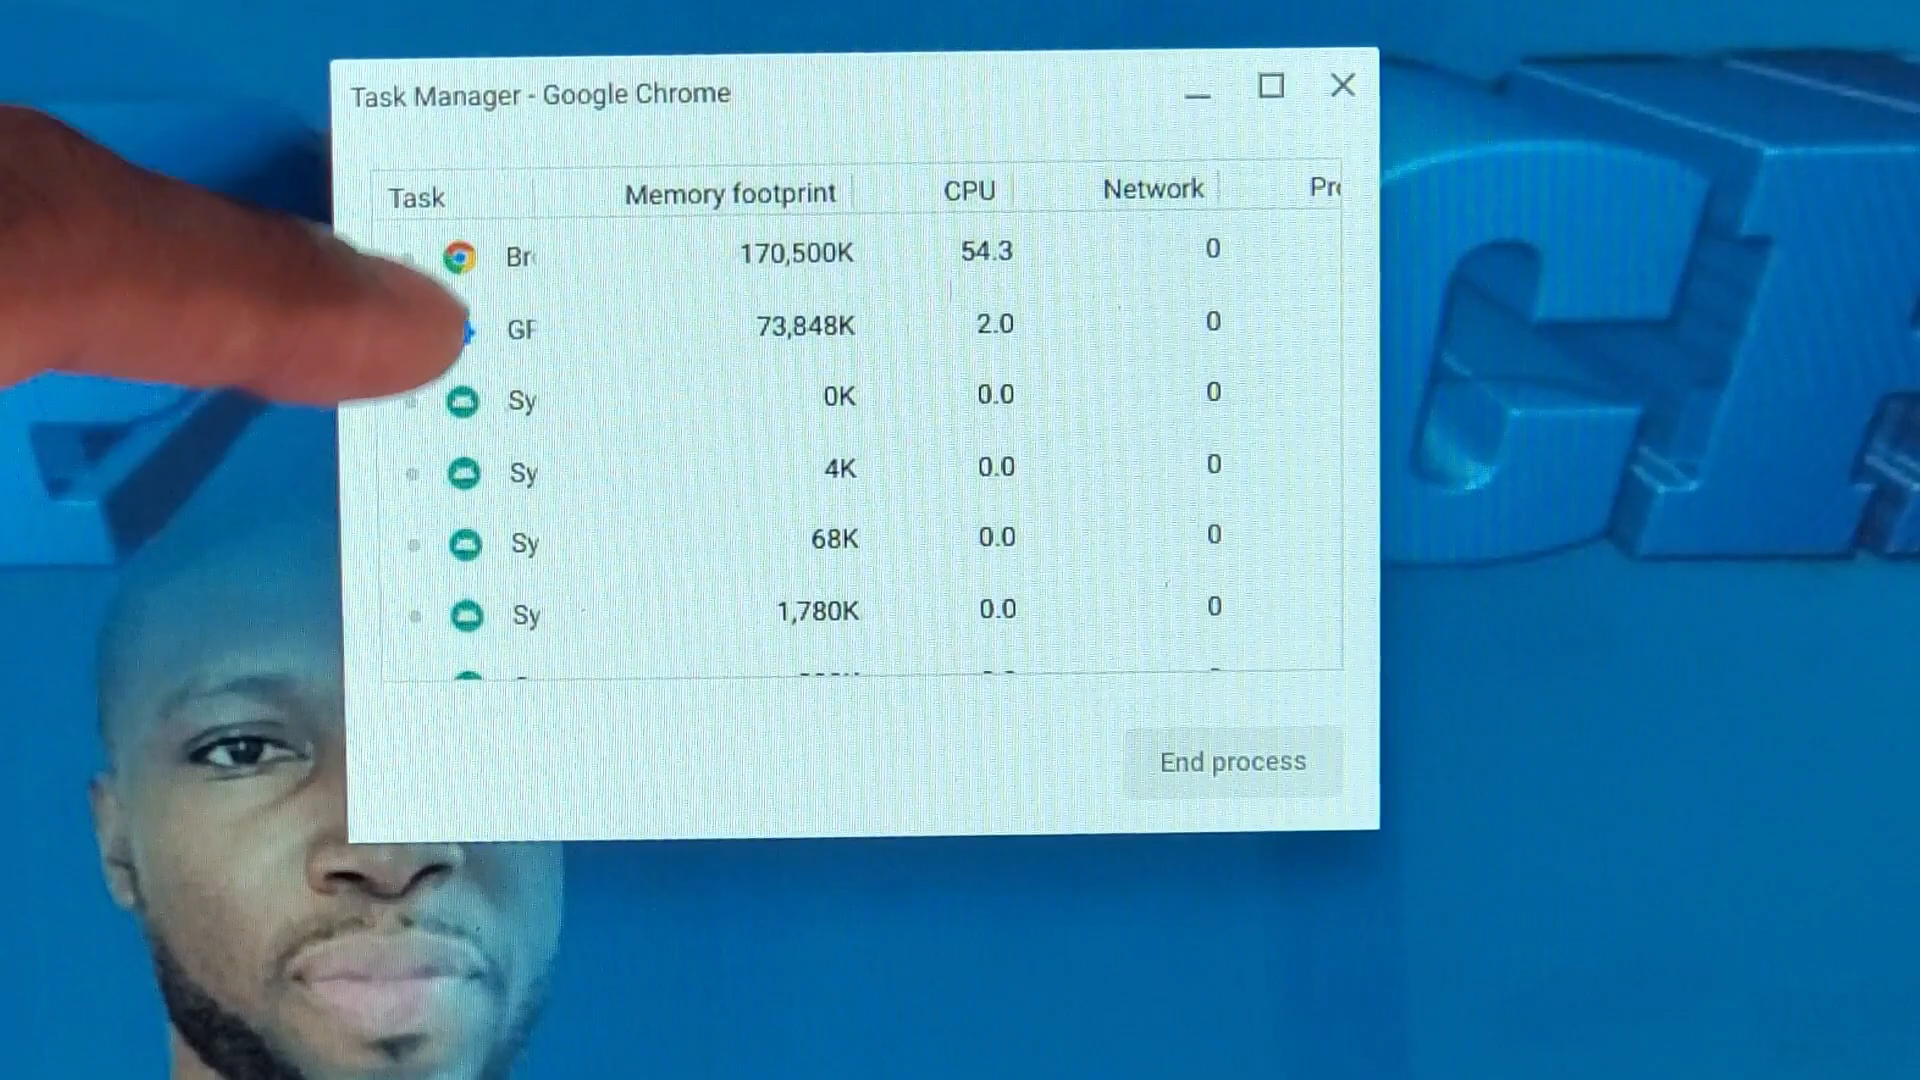 Task Manager - Google Chrome
Task Memory footprint CPU Network Pr
Br 170,500K 54.3 0
GP 73,848K 2.0 0
Sy 0K 0.0 0
Sy 4K 0.0 0
Sy 68K 0.0 0
Sy 1,780K 0.0 0
End process